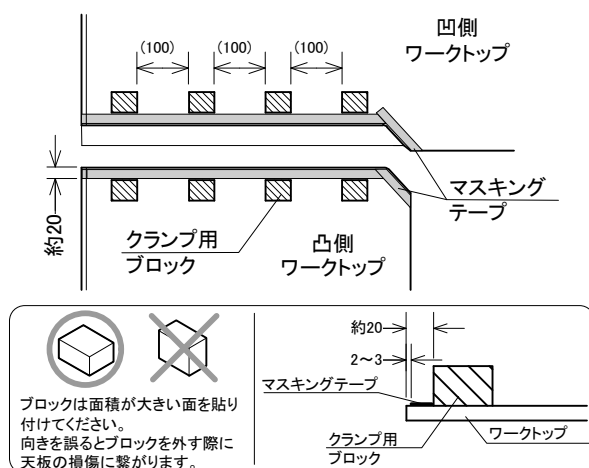 凹側
ワークトップ
(100)
(100)
(100)
約20
マスキング
テープ
クランプ用
ブロック
凸側
ワークトップ
ブロックは面積が大きい面を貼り
付けてください。
向きを誤るとブロックを外す際に
天板の損傷に繋がります。
約20
2～3
マスキングテープ
クランプ用
ブロック
ワークトップ